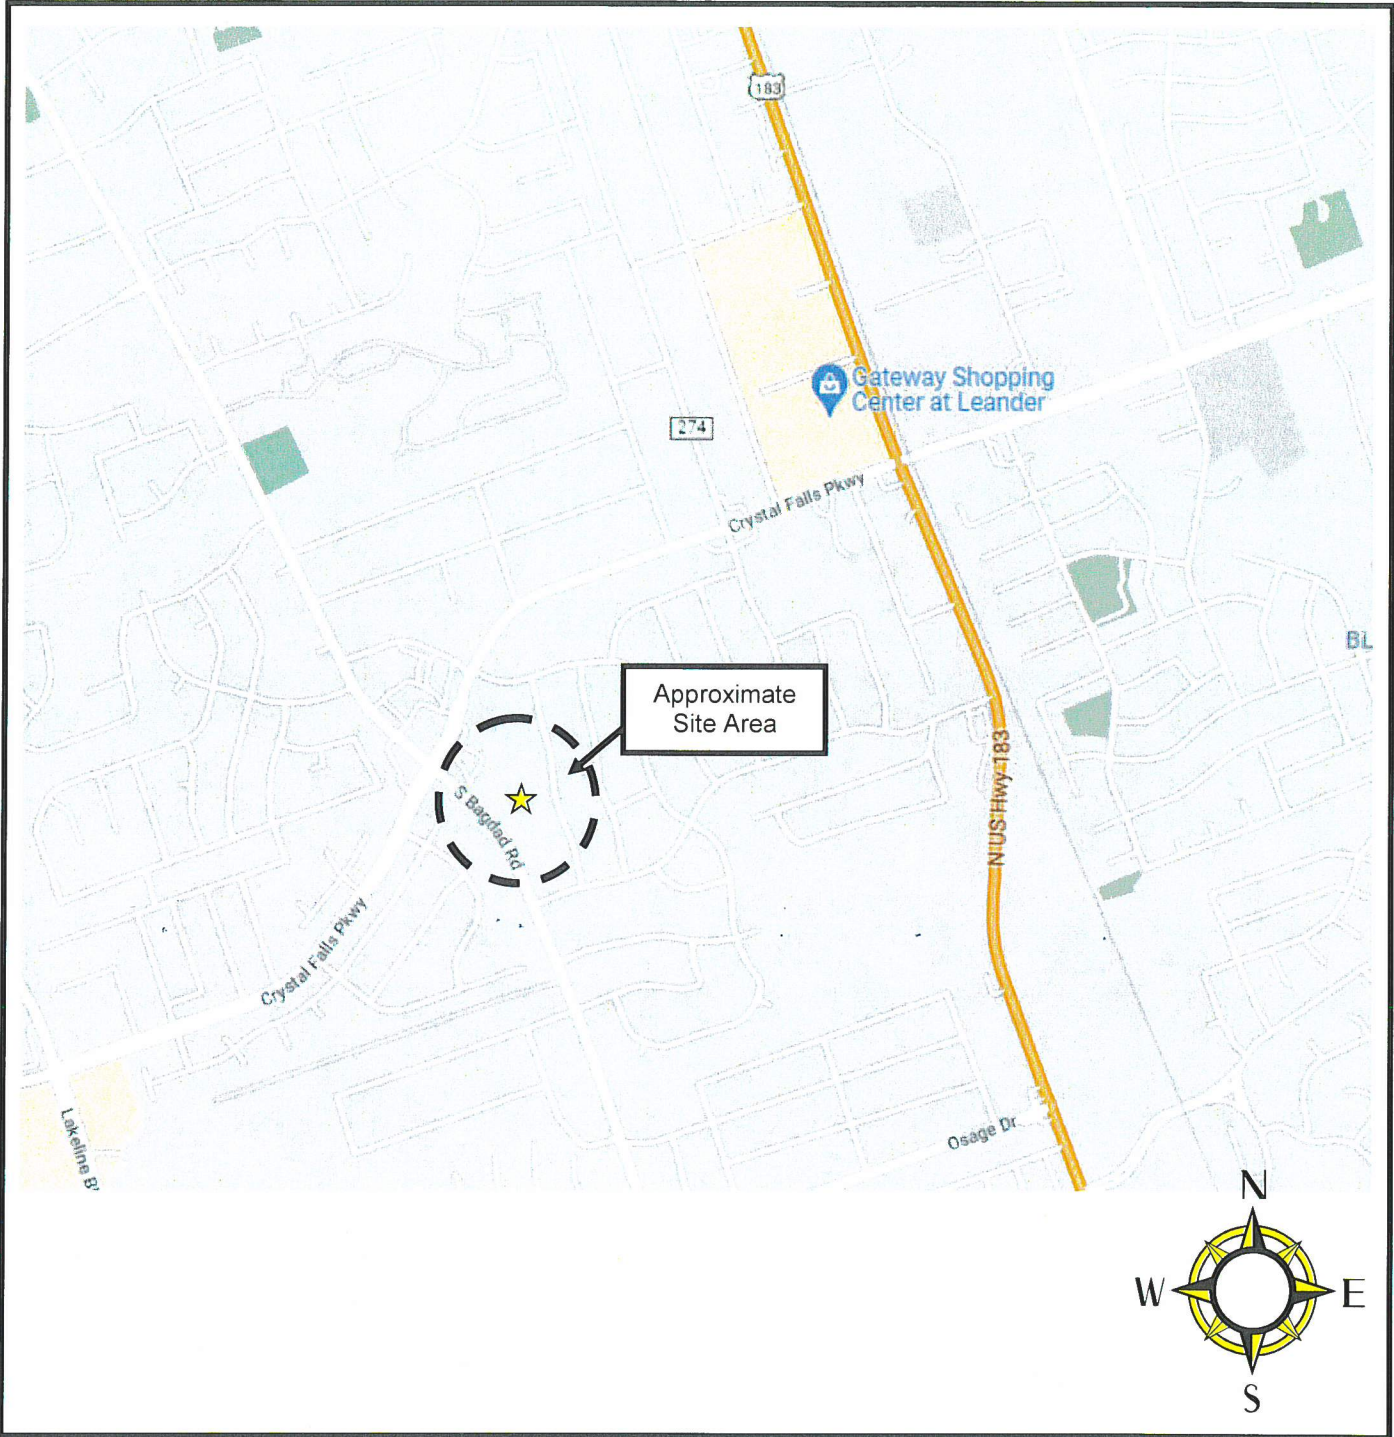 183
Gateway Shopping
Center at Leander
274
Crystal Falls Pkwy
BL
Approximate
Site Area
N US Hwy 183
S Bagdad Rd
Crystal Falls Pkwy
Lakeline B
Osage Dr
N
W
E
S